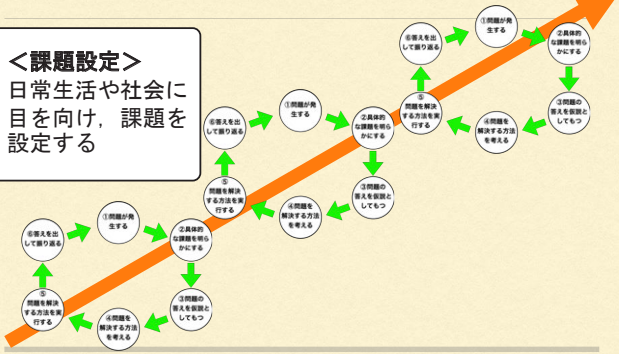 ＜課題設定＞
日常生活や社会に
目を向け，課題を
設定する
①問題が発
生する
②具体的
な課題を明ら
かにする
③問題の
答えを仮説と
してもつ
④問題を
解決する方法
を考える
⑤
問題を解決
する方法を実
行する
⑥答えを出
して振り返る
①問題が発
生する
②具体的
な課題を明ら
かにする
③問題の
答えを仮説と
してもつ
④問題を
解決する方法
を考える
⑤
問題を解決
する方法を実
行する
⑥答えを出
して振り返る
①問題が発
生する
②具体的
な課題を明ら
かにする
③問題の
答えを仮説と
してもつ
④問題を
解決する方法
を考える
⑤
問題を解決
する方法を実
行する
⑥答えを出
して振り返る